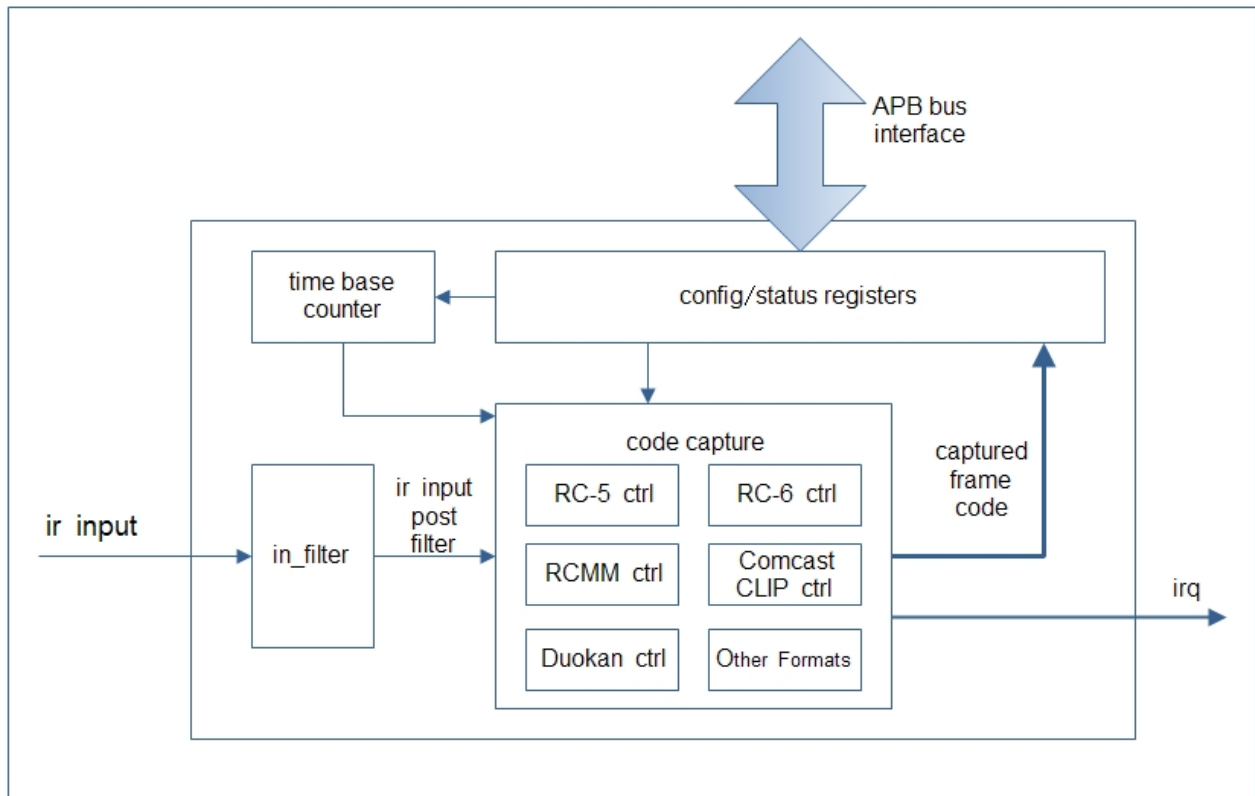 APB bus
interface
time base
counter
config/status registers
code capture
RC-5 ctrl
RC-6 ctrl
captured
frame
code
ir input
ir input
post
filter
in_filter
RCMM ctrl
Comcast
CLIP ctrl
irq
Duokan ctrl
Other Formats